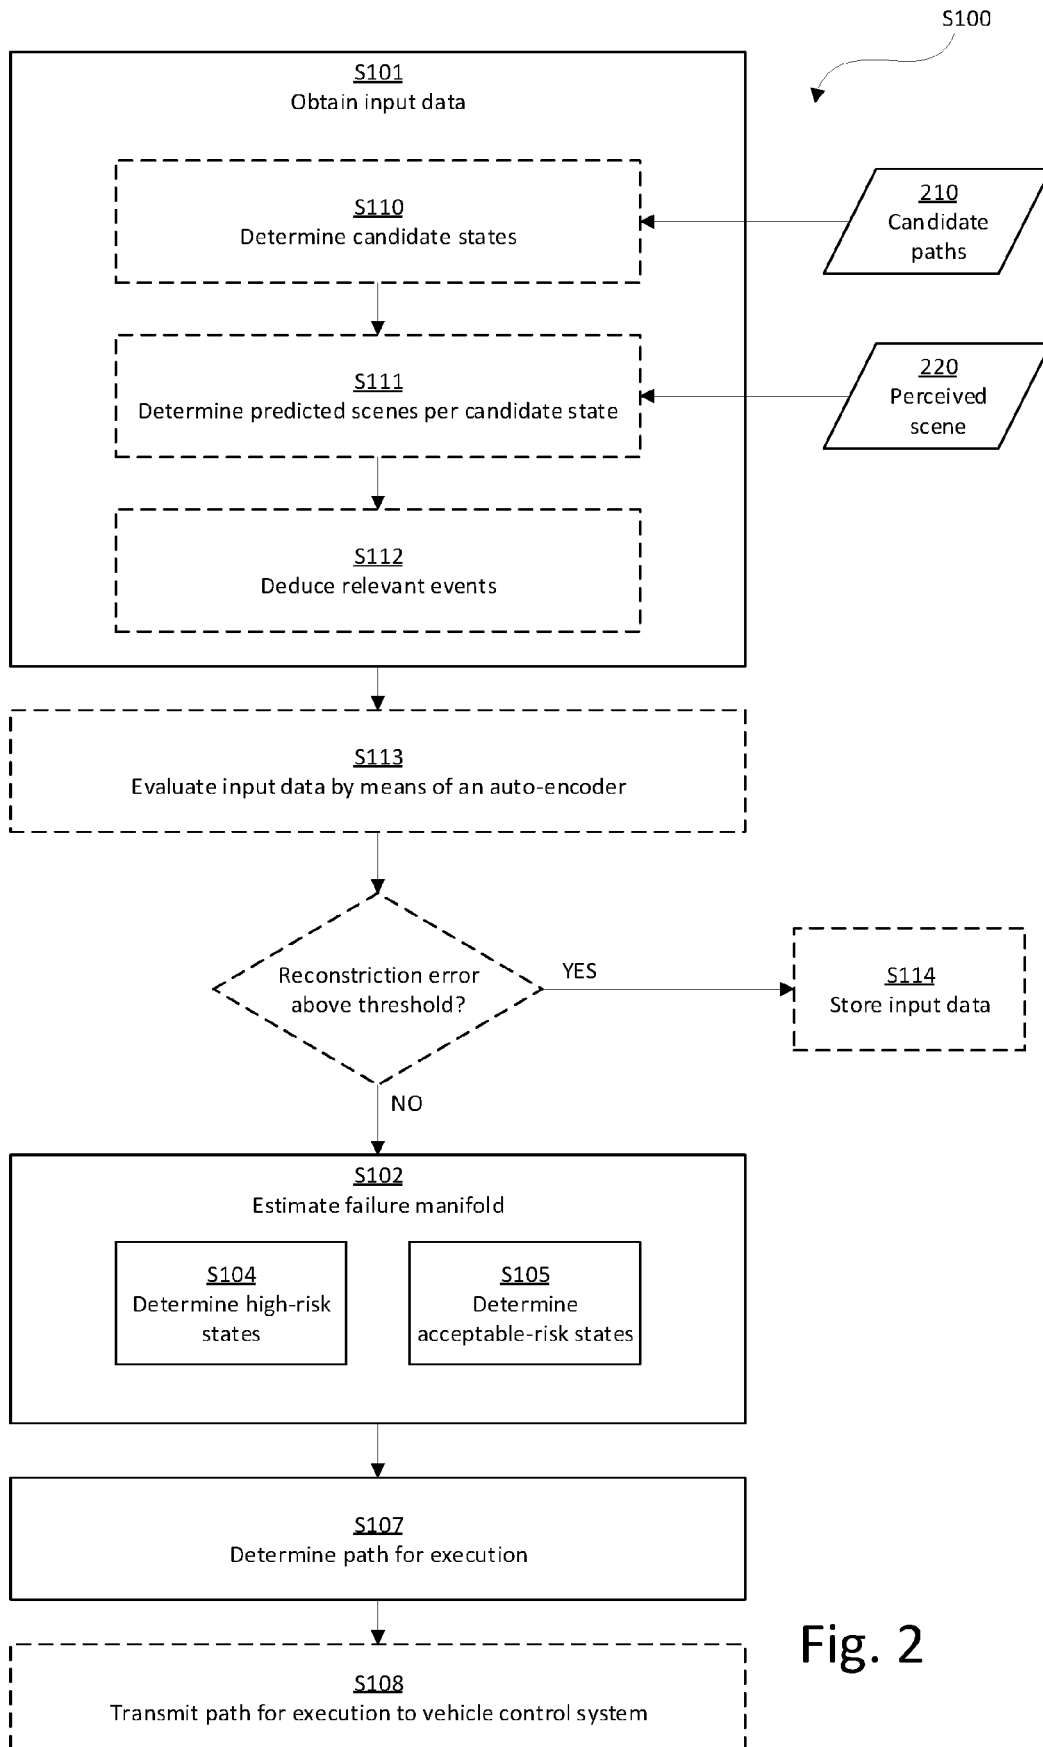 S100
S101
Obtain input data
S110
Determine candidate states
210
Candidate
paths
S111
Determine predicted scenes per candidate state
220
Perceived
scene
S112
Deduce relevant events
S113
Evaluate input data by means of an auto-encoder
Reconstriction error
above threshold?
YES
S114
Store input data
NO
S102
Estimate failure manifold
S104
Determine high-risk
states
S105
Determine
acceptable-risk states
S107
Determine path for execution
Fig. 2
S108
Transmit path for execution to vehicle control system